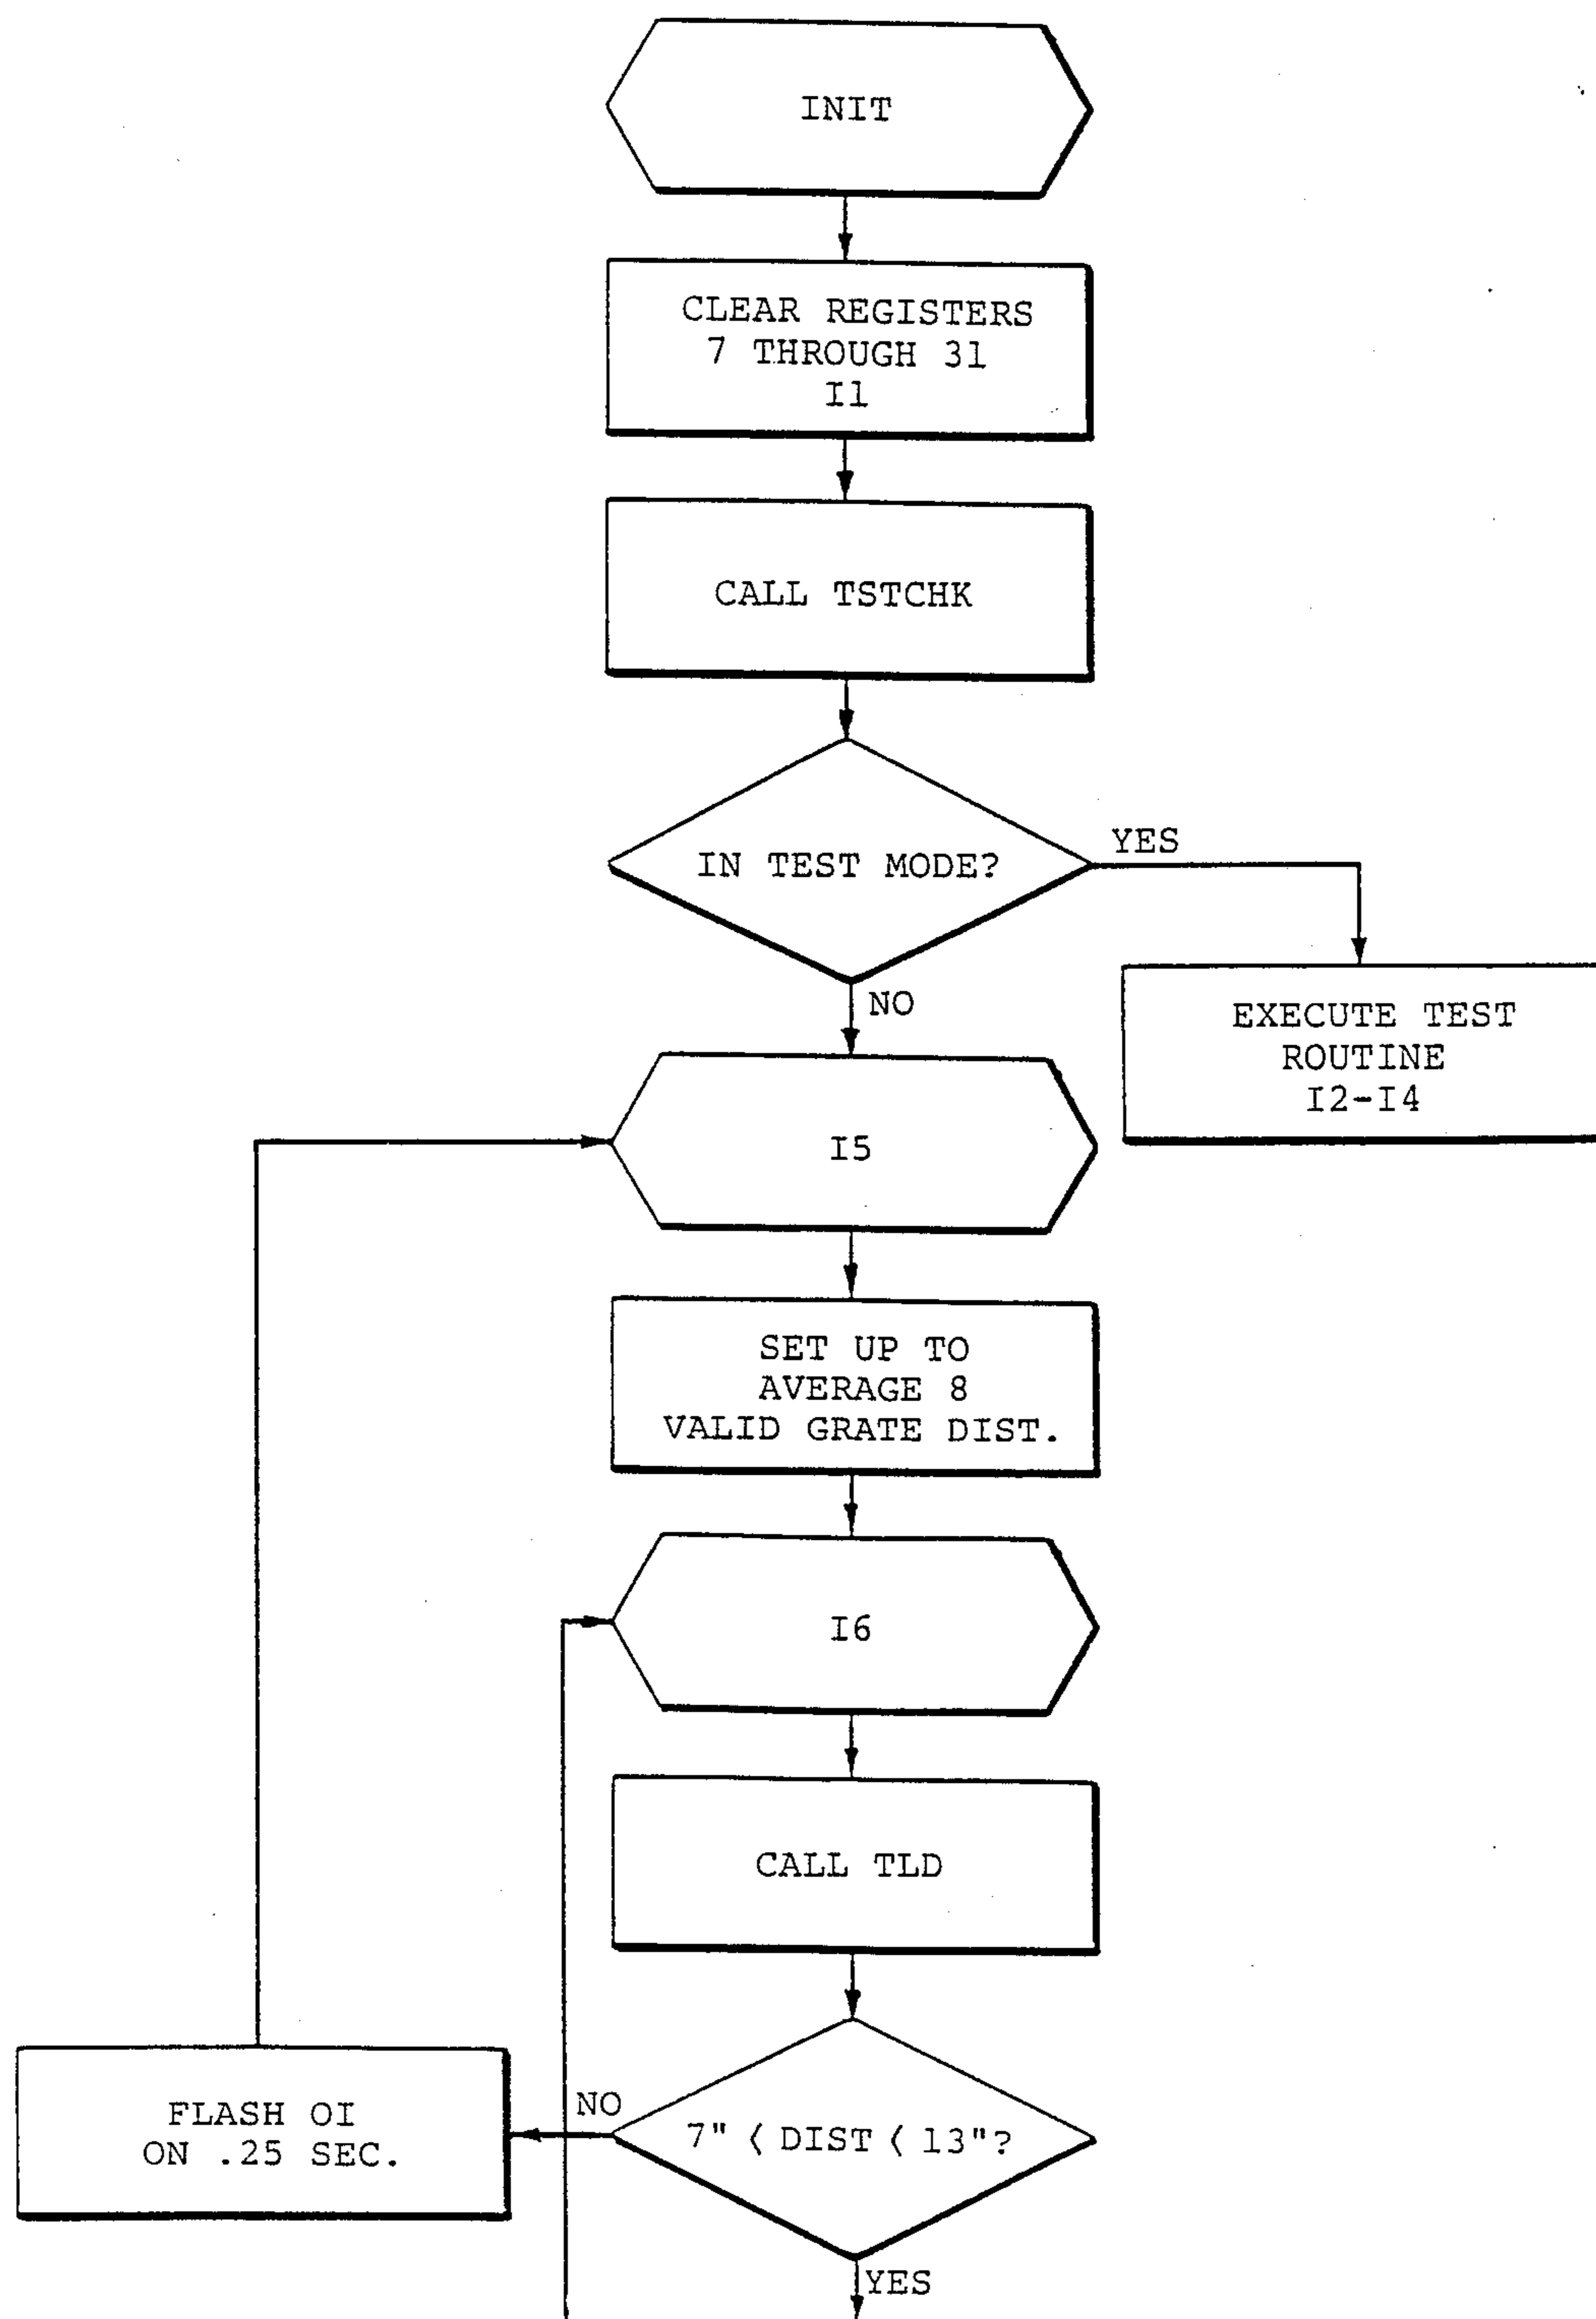 INIT
CLEAR REGISTERS
7 THROUGH 31
I1
CALL TSTCHK
IN TEST MODE?
YES
NO
EXECUTE TEST
ROUTINE
I2-I4
I5
SET UP TO
AVERAGE 8
VALID GRATE DIST.
I6
CALL TLD
7" < DIST < 13"?
NO
FLASH OI
ON .25 SEC.
YES